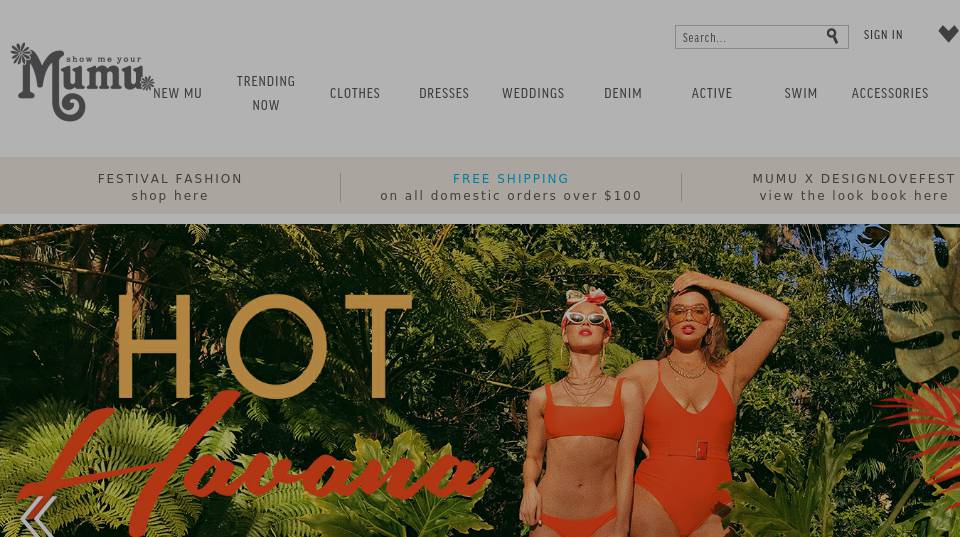 Search...
SIGN IN
show me your
Mumu
NEW MU
TRENDING
NOW
CLOTHES
DRESSES
WEDDINGS
DENIM
ACTIVE
SWIM
ACCESSORIES
FESTIVAL FASHION
shop here
FREE SHIPPING
on all domestic orders over $100
MUMU X DESIGNLOVEFEST
view the look book here
HOT
Havana